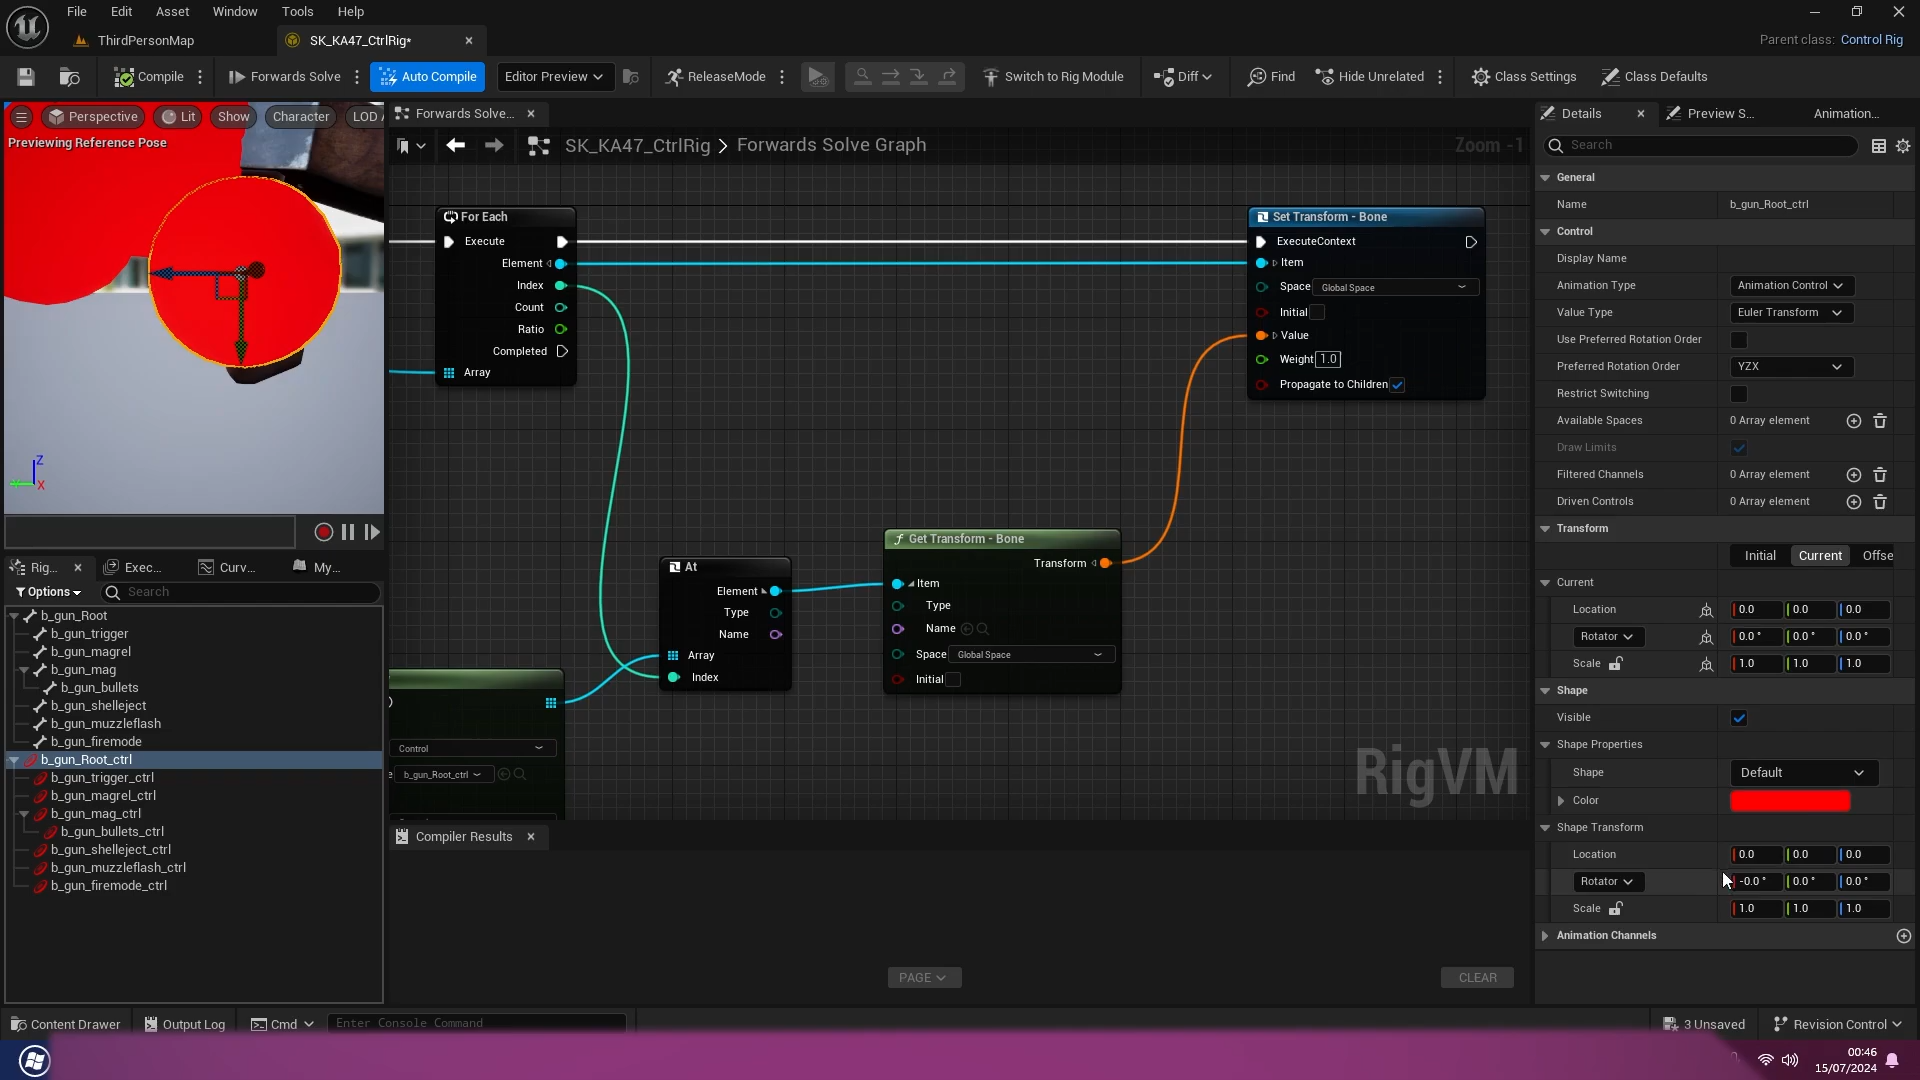 File Edit Asset Window Tools Help
ThirdPersonMap
SK_KA47_CtrlRig*
Parent class: Control Rig
Compile
Forwards Solve
Auto Compile
Editor Preview
ReleaseMode
Switch to Rig Module
Diff
Find
Hide Unrelated
Class Settings
Class Defaults
Perspective
Lit
Show
Character
LOD A
Previewing Reference Pose
Z
X
Forwards Solve...
SK_KA47_CtrlRig > Forwards Solve Graph
Zoom -1
For Each
Execute
Element
Index
Count
Ratio
Completed
Array
Set Transform - Bone
ExecuteContext
Item
Space Global Space
Initial
Value
Weight 1.0
Propagate to Children
At
Element
Type
Name
Array
Index
Get Transform - Bone
Transform
Item
Type
Name
Space Global Space
Initial
Control
e b_gun_Root_ctrl
RigVM
Compiler Results
PAGE
CLEAR
Rig...
Exec...
Curv...
My...
Options
Search
b_gun_Root
b_gun_trigger
b_gun_magrel
b_gun_mag
b_gun_bullets
b_gun_shelleject
b_gun_muzzleflash
b_gun_firemode
b_gun_Root_ctrl
b_gun_trigger_ctrl
b_gun_magrel_ctrl
b_gun_mag_ctrl
b_gun_bullets_ctrl
b_gun_shelleject_ctrl
b_gun_muzzleflash_ctrl
b_gun_firemode_ctrl
Details
Preview S...
Animation...
Search
General
Name b_gun_Root_ctrl
Control
Display Name
Animation Type Animation Control
Value Type Euler Transform
Use Preferred Rotation Order
Preferred Rotation Order YZX
Restrict Switching
Available Spaces 0 Array element
Draw Limits
Filtered Channels 0 Array element
Driven Controls 0 Array element
Transform
Initial Current Offse
Current
Location 0.0 0.0 0.0
Rotator 0.0 ° 0.0 ° 0.0 °
Scale 1.0 1.0 1.0
Shape
Visible
Shape Properties
Shape Default
Color
Shape Transform
Location 0.0 0.0 0.0
Rotator -0.0 ° 0.0 ° 0.0 °
Scale 1.0 1.0 1.0
Animation Channels
Content Drawer
Output Log
Cmd
Enter Console Command
3 Unsaved
Revision Control
00:46
15/07/2024